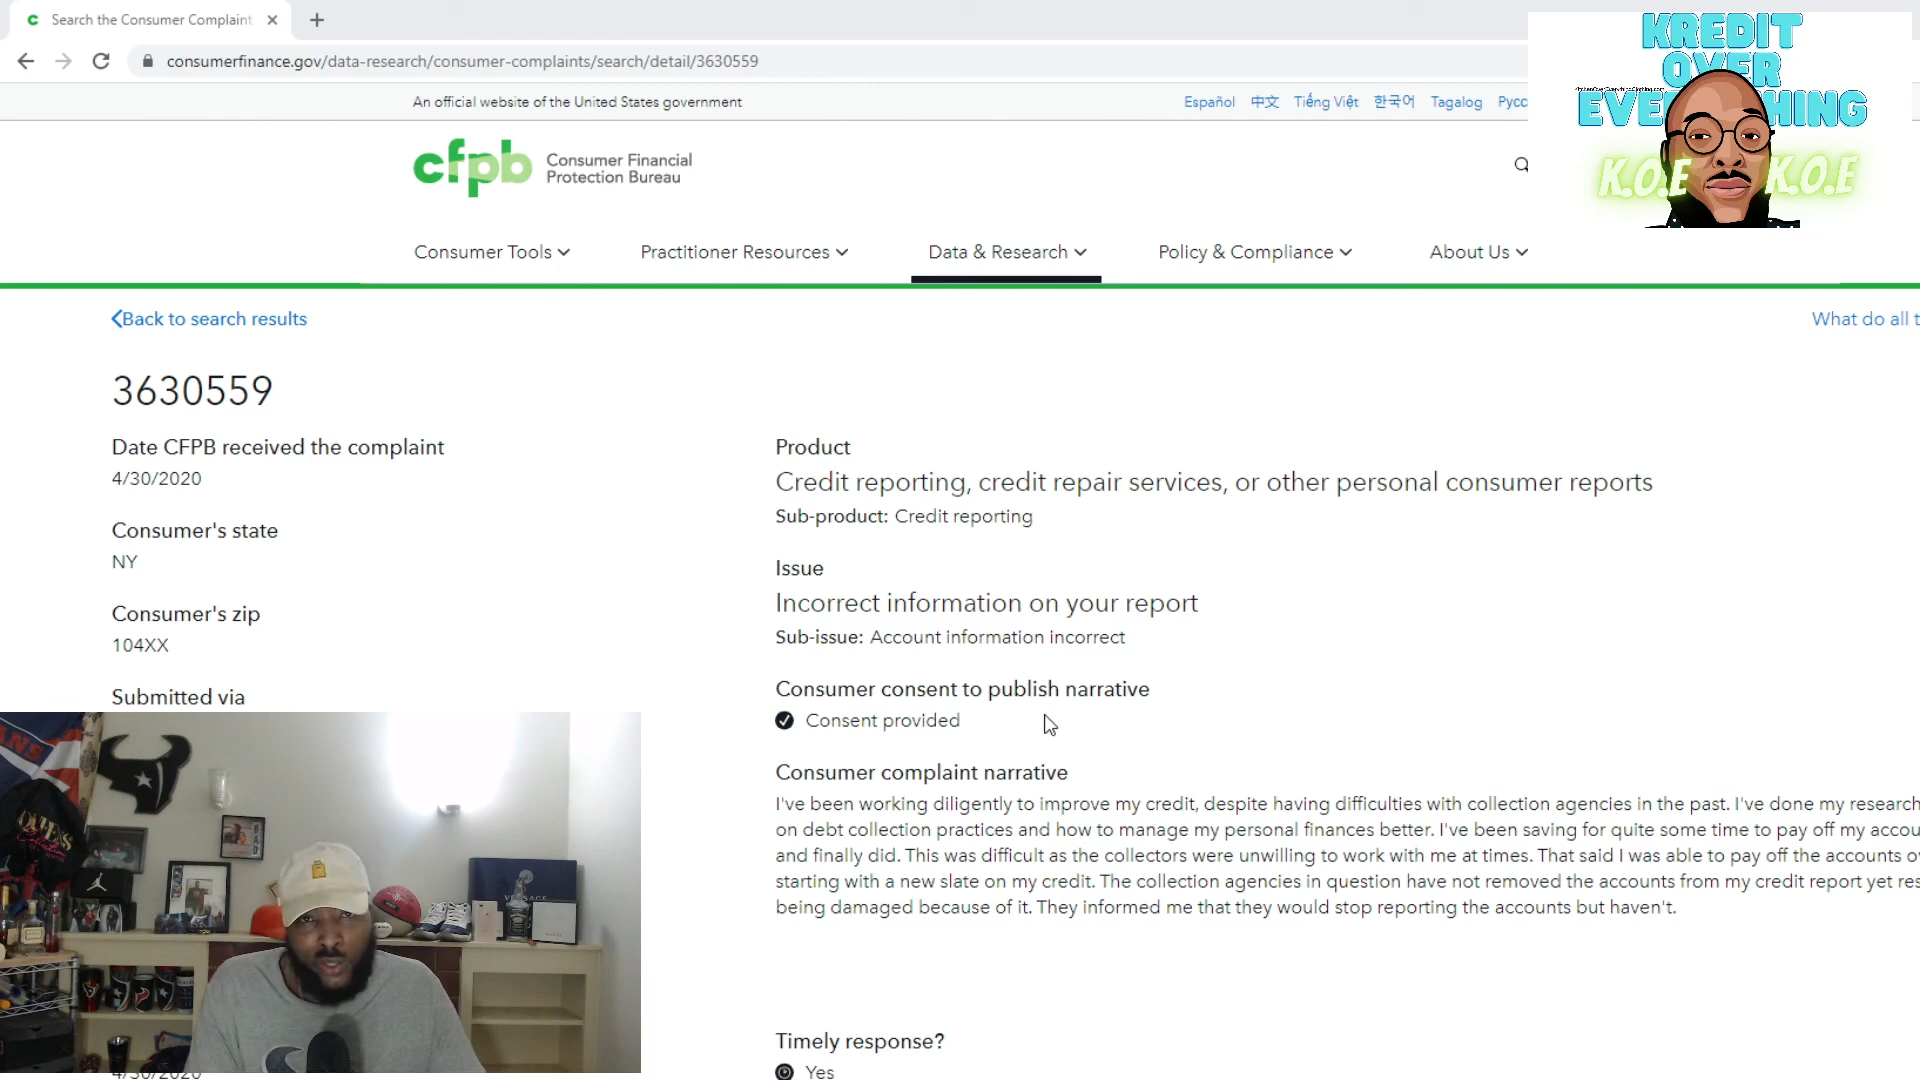 Search the Consumer Complaint
consumerfinance.gov/data-research/consumer-complaints/search/detail/3630559
An official website of the United States government
Español 中文 Tiếng Việt 한국어 Tagalog Русс
cfpb Consumer Financial
Protection Bureau
KREDIT
OVER
EVE HING
K.O.E K.O.E
Consumer Tools Practitioner Resources Data & Research Policy & Compliance About Us
Back to search results
What do all t
3630559
Date CFPB received the complaint
4/30/2020
Consumer's state
NY
Consumer's zip
104XX
Submitted via
Product
Credit reporting, credit repair services, or other personal consumer reports
Sub-product: Credit reporting
Issue
Incorrect information on your report
Sub-issue: Account information incorrect
Consumer consent to publish narrative
Consent provided
Consumer complaint narrative
I've been working diligently to improve my credit, despite having difficulties with collection agencies in the past. I've done my research
on debt collection practices and how to manage my personal finances better. I've been saving for quite some time to pay off my accou
and finally did. This was difficult as the collectors were unwilling to work with me at times. That said I was able to pay off the accounts o
starting with a new slate on my credit. The collection agencies in question have not removed the accounts from my credit report yet res
being damaged because of it. They informed me that they would stop reporting the accounts but haven't.
Timely response?
Yes
4/30/2020
DAD